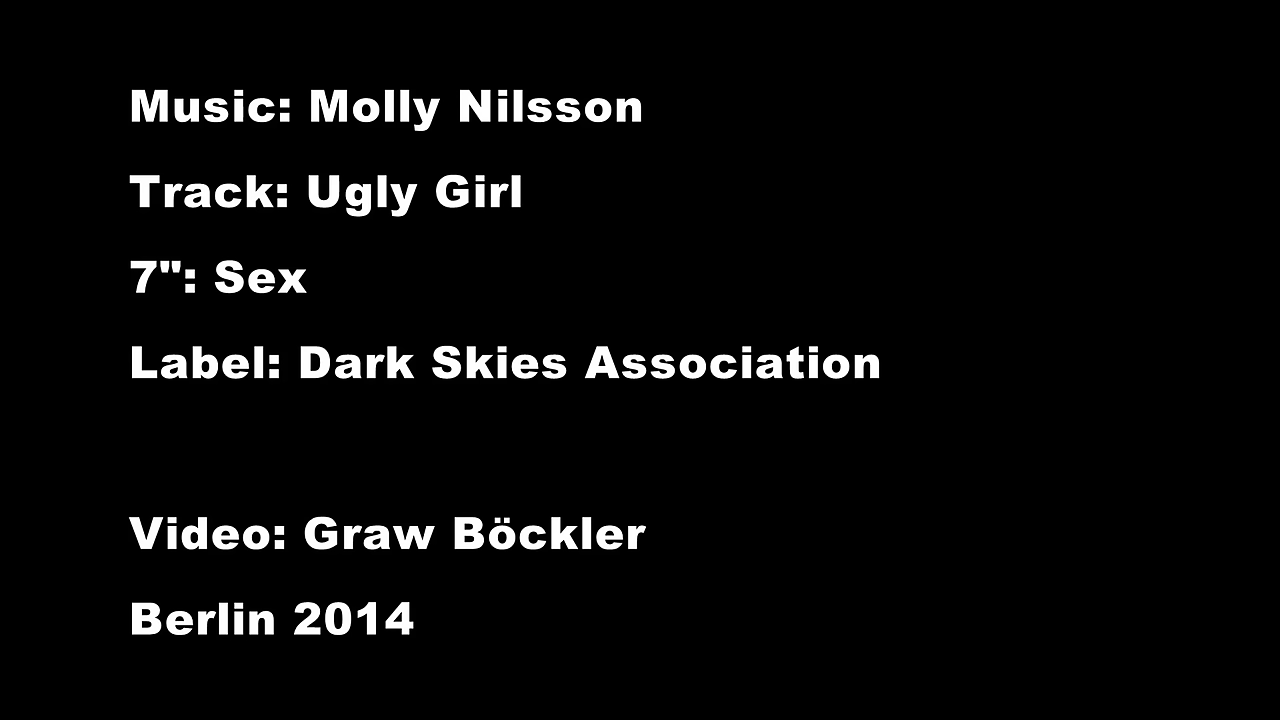 Music: Molly Nilsson
Track: Ugly Girl
7": Sex
Label: Dark Skies Association
Video: Graw Böckler
Berlin 2014